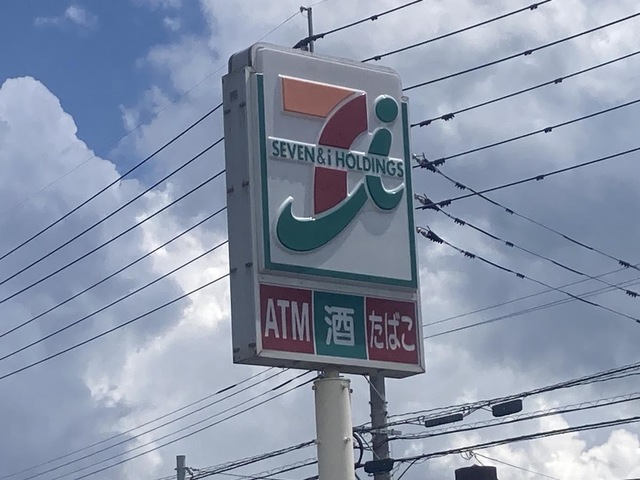 SEVEN&i HOLDINGS
ATM 酒 たばこ